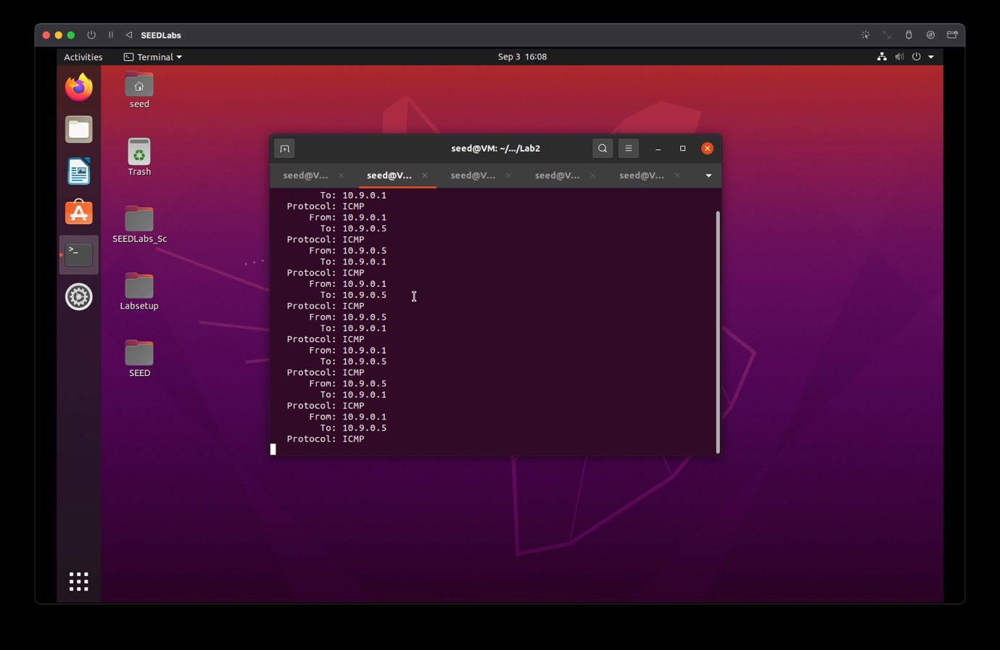 SEEDLabs
Activities
Terminal
Sep 3 16:08
seed
Trash
SEEDLabs_Sc
Labsetup
SEED
seed@VM: ~/.../Lab2
seed@V... seed@V... seed@V... seed@V... seed@V...
To: 10.9.0.1
Protocol: ICMP
From: 10.9.0.1
To: 10.9.0.5
Protocol: ICMP
From: 10.9.0.5
To: 10.9.0.1
Protocol: ICMP
From: 10.9.0.1
To: 10.9.0.5
Protocol: ICMP
From: 10.9.0.5
To: 10.9.0.1
Protocol: ICMP
From: 10.9.0.1
To: 10.9.0.5
Protocol: ICMP
From: 10.9.0.5
To: 10.9.0.1
Protocol: ICMP
From: 10.9.0.1
To: 10.9.0.5
Protocol: ICMP